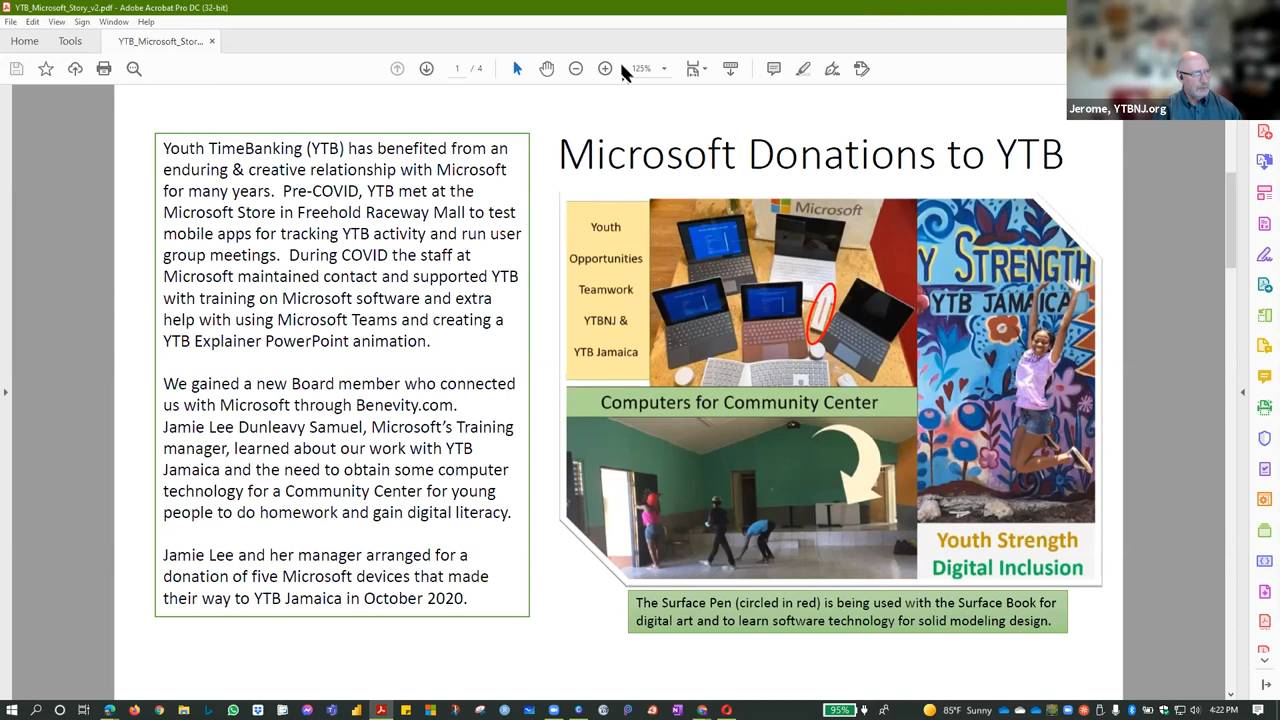 YTB_Microsoft_Story_v2.pdf - Adobe Acrobat Pro DC (32-bit)
File Edit View Sign Window Help
Home Tools YTB_Microsoft_Stor... ×
1 / 4 125%
Jerome, YTBNJ.org
Youth TimeBanking (YTB) has benefited from an
enduring & creative relationship with Microsoft
for many years. Pre-COVID, YTB met at the
Microsoft Store in Freehold Raceway Mall to test
mobile apps for tracking YTB activity and run user
group meetings. During COVID the staff at
Microsoft maintained contact and supported YTB
with training on Microsoft software and extra
help with using Microsoft Teams and creating a
YTB Explainer PowerPoint animation.
We gained a new Board member who connected
us with Microsoft through Benevity.com.
Jamie Lee Dunleavy Samuel, Microsoft's Training
manager, learned about our work with YTB
Jamaica and the need to obtain some computer
technology for a Community Center for young
people to do homework and gain digital literacy.
Jamie Lee and her manager arranged for a
donation of five Microsoft devices that made
their way to YTB Jamaica in October 2020.
Microsoft Donations to YTB
Youth
Opportunities
Teamwork
YTBNJ &
YTB Jamaica
Microsoft
Y STRENGTH
YTB JAMAICA
Computers for Community Center
Youth Strength
Digital Inclusion
The Surface Pen (circled in red) is being used with the Surface Book for
digital art and to learn software technology for solid modeling design.
95% 85°F Sunny 4:22 PM